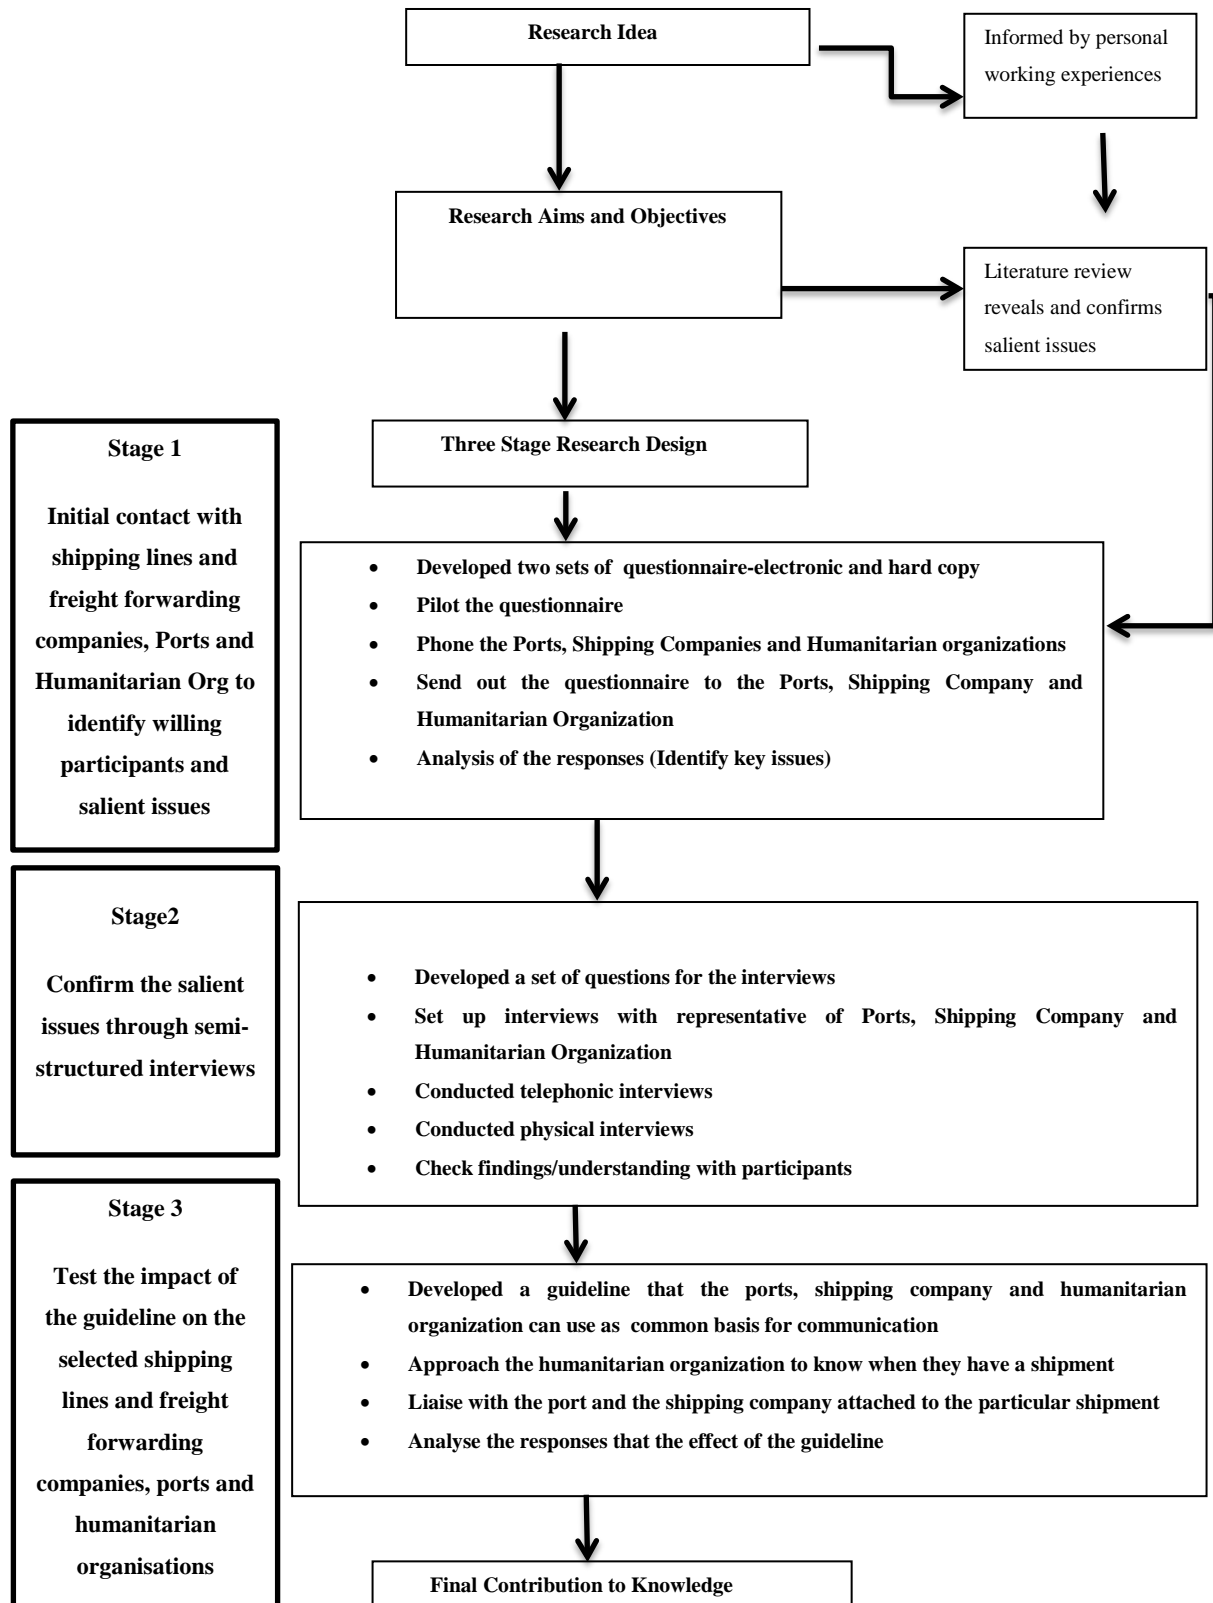 Research Idea
Informed by personal
working experiences
Research Aims and Objectives
Literature review
reveals and confirms
salient issues
Three Stage Research Design
Stage 1
Initial contact with
shipping lines and
freight forwarding
companies, Ports and
Humanitarian Org to
identify willing
participants and
salient issues
• Developed two sets of questionnaire-electronic and hard copy
• Pilot the questionnaire
• Phone the Ports, Shipping Companies and Humanitarian organizations
• Send out the questionnaire to the Ports, Shipping Company and
Humanitarian Organization
• Analysis of the responses (Identify key issues)
Stage2
Confirm the salient
issues through semi-
structured interviews
• Developed a set of questions for the interviews
• Set up interviews with representative of Ports, Shipping Company and
Humanitarian Organization
• Conducted telephonic interviews
• Conducted physical interviews
• Check findings/understanding with participants
Stage 3
Test the impact of
the guideline on the
selected shipping
lines and freight
forwarding
companies, ports and
humanitarian
organisations
• Developed a guideline that the ports, shipping company and humanitarian
organization can use as common basis for communication
• Approach the humanitarian organization to know when they have a shipment
• Liaise with the port and the shipping company attached to the particular shipment
• Analyse the responses that the effect of the guideline
Final Contribution to Knowledge